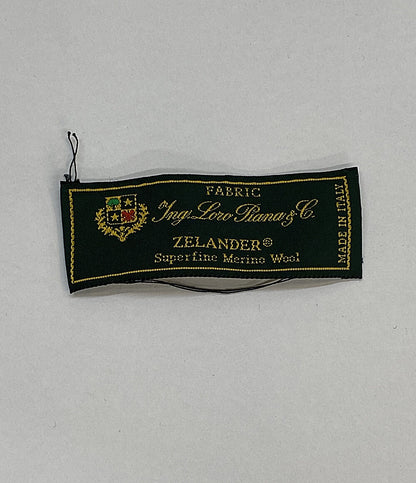 FABRIC
Ing. Loro Piana & C.
ZELANDER®
Superfine Merino Wool
MADE IN ITALY